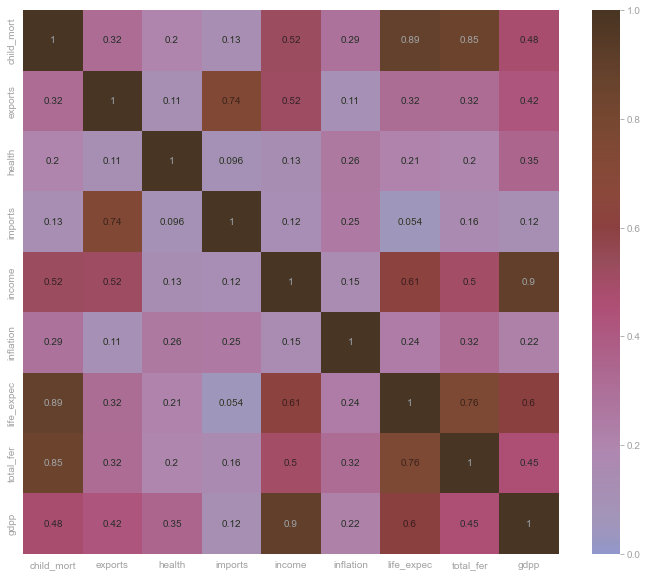 child_mort 1 0.32 0.2 0.13 0.52 0.29 0.89 0.85 0.48
exports 0.32 1 0.11 0.74 0.52 0.11 0.32 0.32 0.42
health 0.2 0.11 1 0.096 0.13 0.26 0.21 0.2 0.35
imports 0.13 0.74 0.096 1 0.12 0.25 0.054 0.16 0.12
income 0.52 0.52 0.13 0.12 1 0.15 0.61 0.5 0.9
inflation 0.29 0.11 0.26 0.25 0.15 1 0.24 0.32 0.22
life_expec 0.89 0.32 0.21 0.054 0.61 0.24 1 0.76 0.6
total_fer 0.85 0.32 0.2 0.16 0.5 0.32 0.76 1 0.45
gdpp 0.48 0.42 0.35 0.12 0.9 0.22 0.6 0.45 1
child_mort exports health imports income inflation life_expec total_fer gdpp
1.0
0.8
0.6
0.4
0.2
0.0